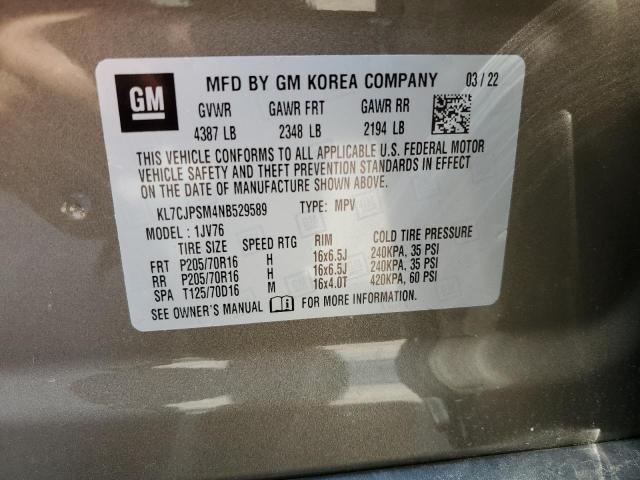 GM MFD BY GM KOREA COMPANY 03/22
GVWR GAWR FRT GAWR RR
4387 LB 2348 LB 2194 LB
THIS VEHICLE CONFORMS TO ALL APPLICABLE U.S. FEDERAL MOTOR
VEHICLE SAFETY AND THEFT PREVENTION STANDARDS IN EFFECT
ON THE DATE OF MANUFACTURE SHOWN ABOVE.
KL7CJPSM4NB529589 TYPE: MPV
MODEL: 1JV76
TIRE SIZE SPEED RTG RIM COLD TIRE PRESSURE
FRT P205/70R16 H 16x6.5J 240KPA, 35 PSI
RR P205/70R16 H 16x6.5J 240KPA, 35 PSI
SPA T125/70D16 M 16x4.0T 420KPA, 60 PSI
SEE OWNER'S MANUAL FOR MORE INFORMATION.